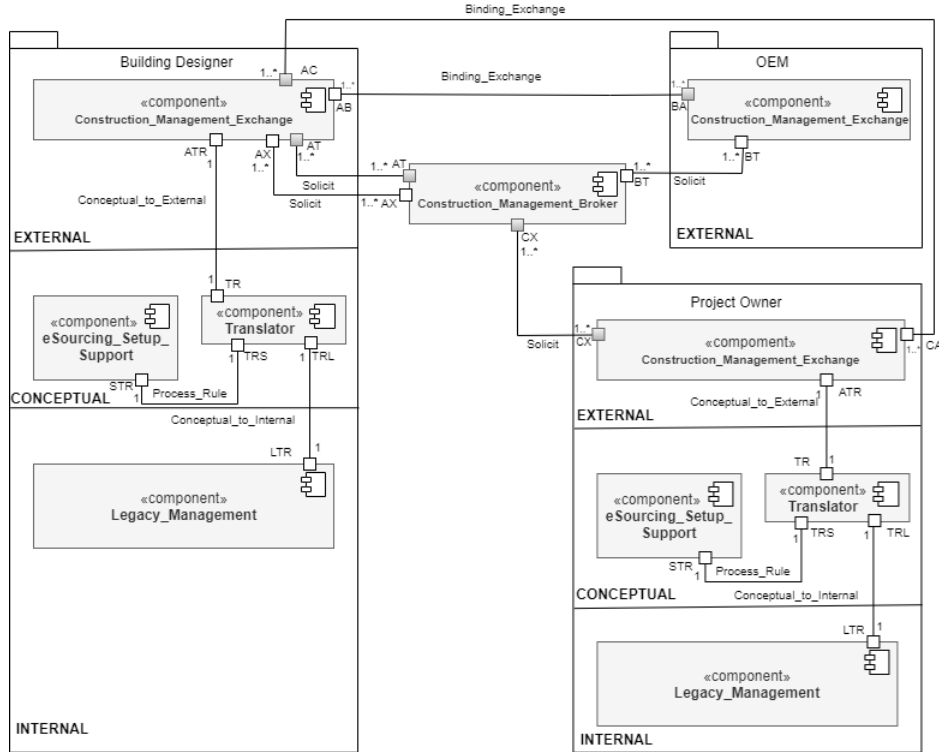 Binding_Exchange
Building Designer
1..*
AC
«component»
Construction_Management_Exchange
1..*
AB
ATR
1
AX
1..*
AT
1..*
Binding_Exchange
OEM
1..*
BA
«component»
Construction_Management_Exchange
1..*
BT
1..*
BT
Solicit
1..*
AT
Solicit
Solicit
1..*
AX
«component»
Construction_Management_Broker
CX
1..*
Conceptual_to_External
EXTERNAL
EXTERNAL
1
TR
«component»
eSourcing_Setup_
Support
«component»
Translator
1
TRS
1
TRL
STR
1
Process_Rule
CONCEPTUAL
Conceptual_to_Internal
LTR
1
«component»
Legacy_Management
INTERNAL
Project Owner
Solicit
1..*
CX
«compoment»
Construction_Management_Exchange
1..*
CA
1
ATR
Conceptual_to_External
EXTERNAL
TR
1
«component»
eSourcing_Setup_
Support
«component»
Translator
1
TRS
1
TRL
STR
1
Process_Rule
CONCEPTUAL
Conceptual_to_Internal
LTR
1
«component»
Legacy_Management
INTERNAL